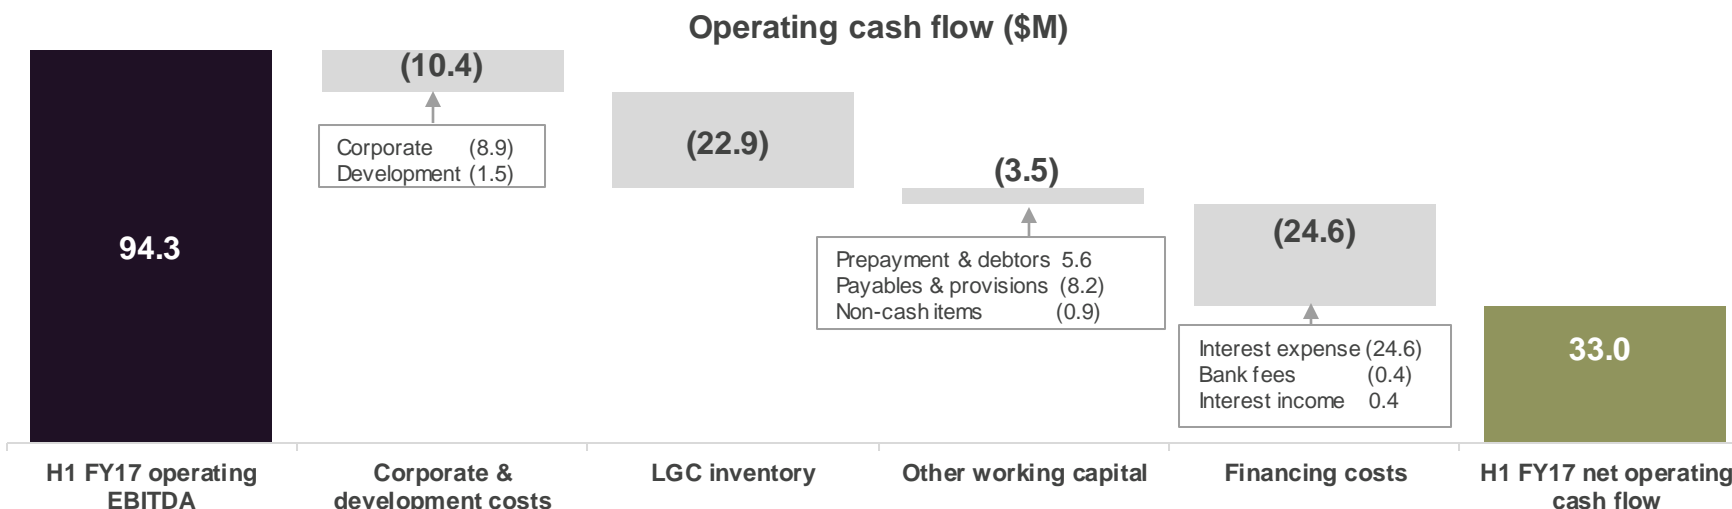 Operating cash flow ($M)
94.3
(10.4)
Corporate (8.9)
Development (1.5)
(22.9)
(3.5)
Prepayment & debtors 5.6
Payables & provisions (8.2)
Non-cash items (0.9)
(24.6)
Interest expense (24.6)
Bank fees (0.4)
Interest income 0.4
33.0
H1 FY17 operating
EBITDA
Corporate &
development costs
LGC inventory
Other working capital
Financing costs
H1 FY17 net operating
cash flow